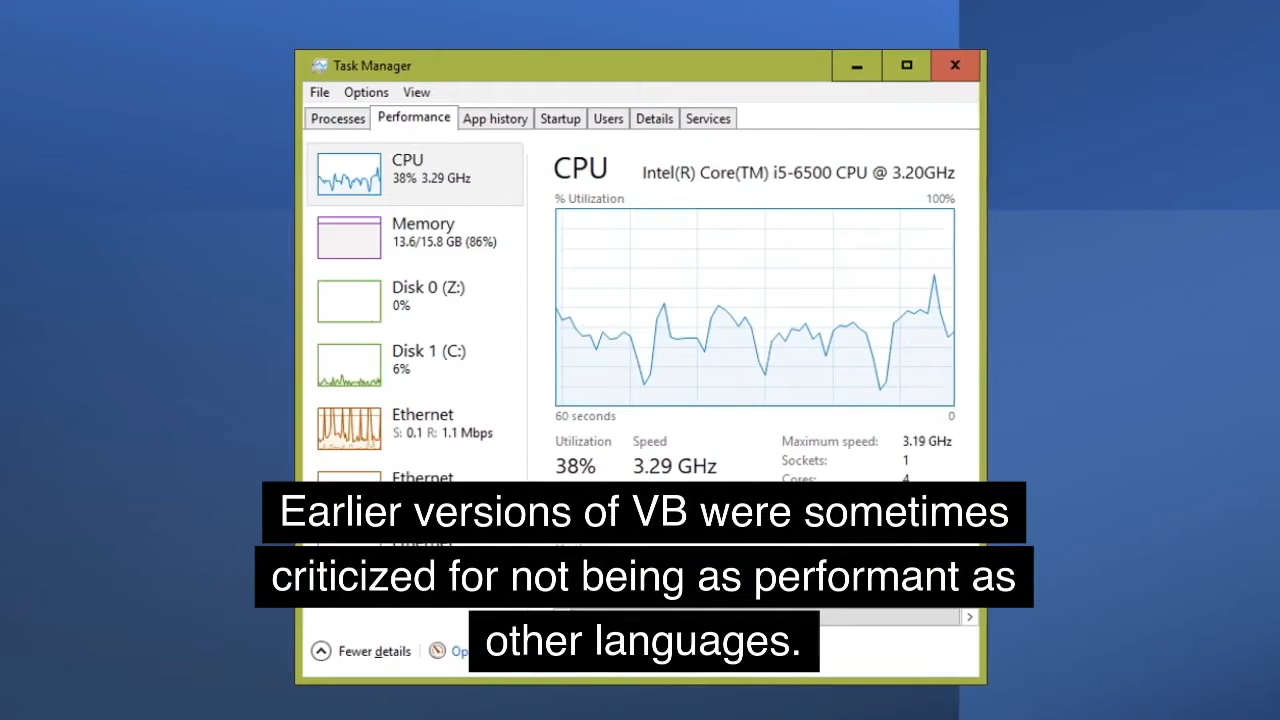 Task Manager
File Options View
Processes Performance App history Startup Users Details Services
CPU
38% 3.29 GHz
Memory
13.6/15.8 GB (86%)
Disk 0 (Z:)
0%
Disk 1 (C:)
6%
Ethernet
S: 0.1 R: 1.1 Mbps
Ethernet
CPU Intel(R) Core(TM) i5-6500 CPU @ 3.20GHz
% Utilization 100%
60 seconds 0
Utilization Speed Maximum speed: 3.19 GHz
38% 3.29 GHz Sockets: 1
Cores: 4
Earlier versions of VB were sometimes
criticized for not being as performant as
other languages.
Fewer details